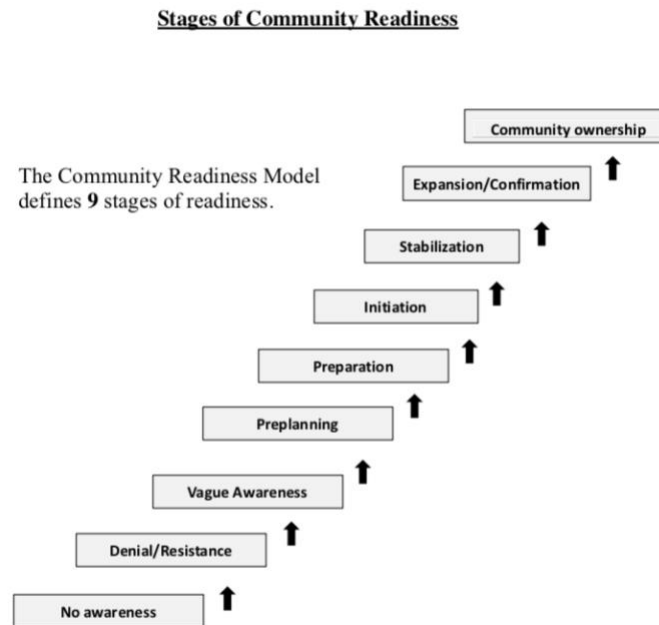 Stages of Community Readiness
Community ownership
The Community Readiness Model
defines 9 stages of readiness.
Expansion/Confirmation
Stabilization
Initiation
Preparation
Preplanning
Vague Awareness
Denial/Resistance
No awareness